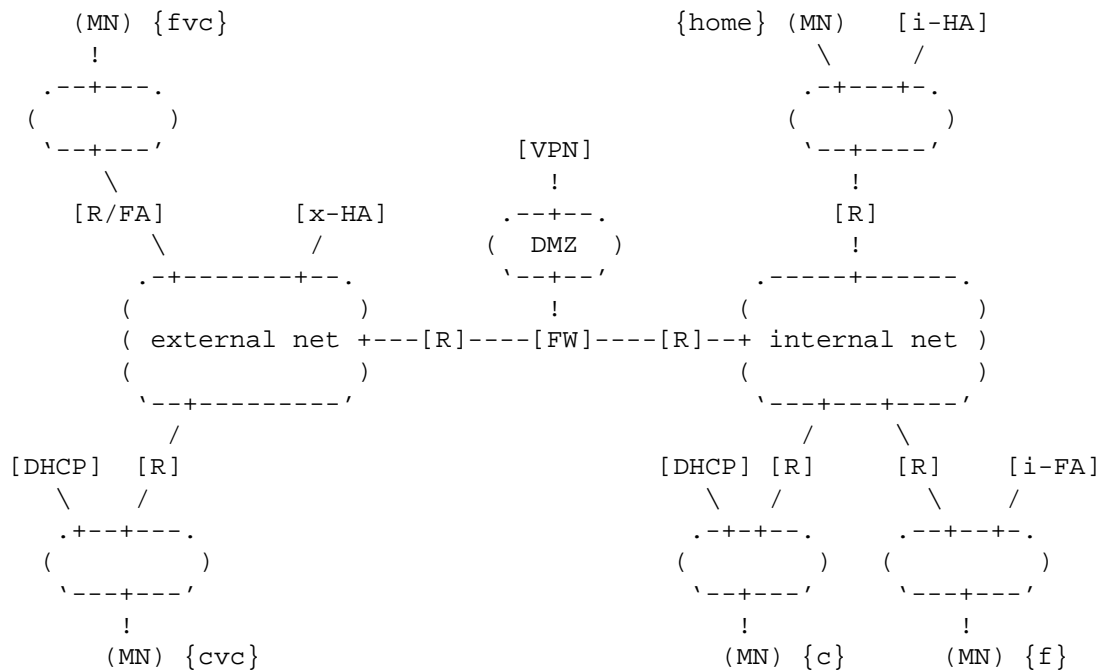 (MN) {fvc} {home} (MN) [i-HA]
! \ /
.--+---. .-+---+-.
( ) ( )
`--+---' [VPN] `--+----'
\ ! !
[R/FA] [x-HA] .--+--. [R]
\ / ( DMZ ) !
.-+-------+--. `--+--' .-----+------.
( ) ! ( )
( external net +---[R]----[FW]----[R]--+ internal net )
( ) ( )
`--+---------' `---+---+----'
/ / \
[DHCP] [R] [DHCP] [R] [R] [i-FA]
\ / \ / \ /
.+--+---. .-+-+--. .--+--+-.
( ) ( ) ( )
`---+---' `--+---' `---+---'
! ! !
(MN) {cvc} (MN) {c} (MN) {f}